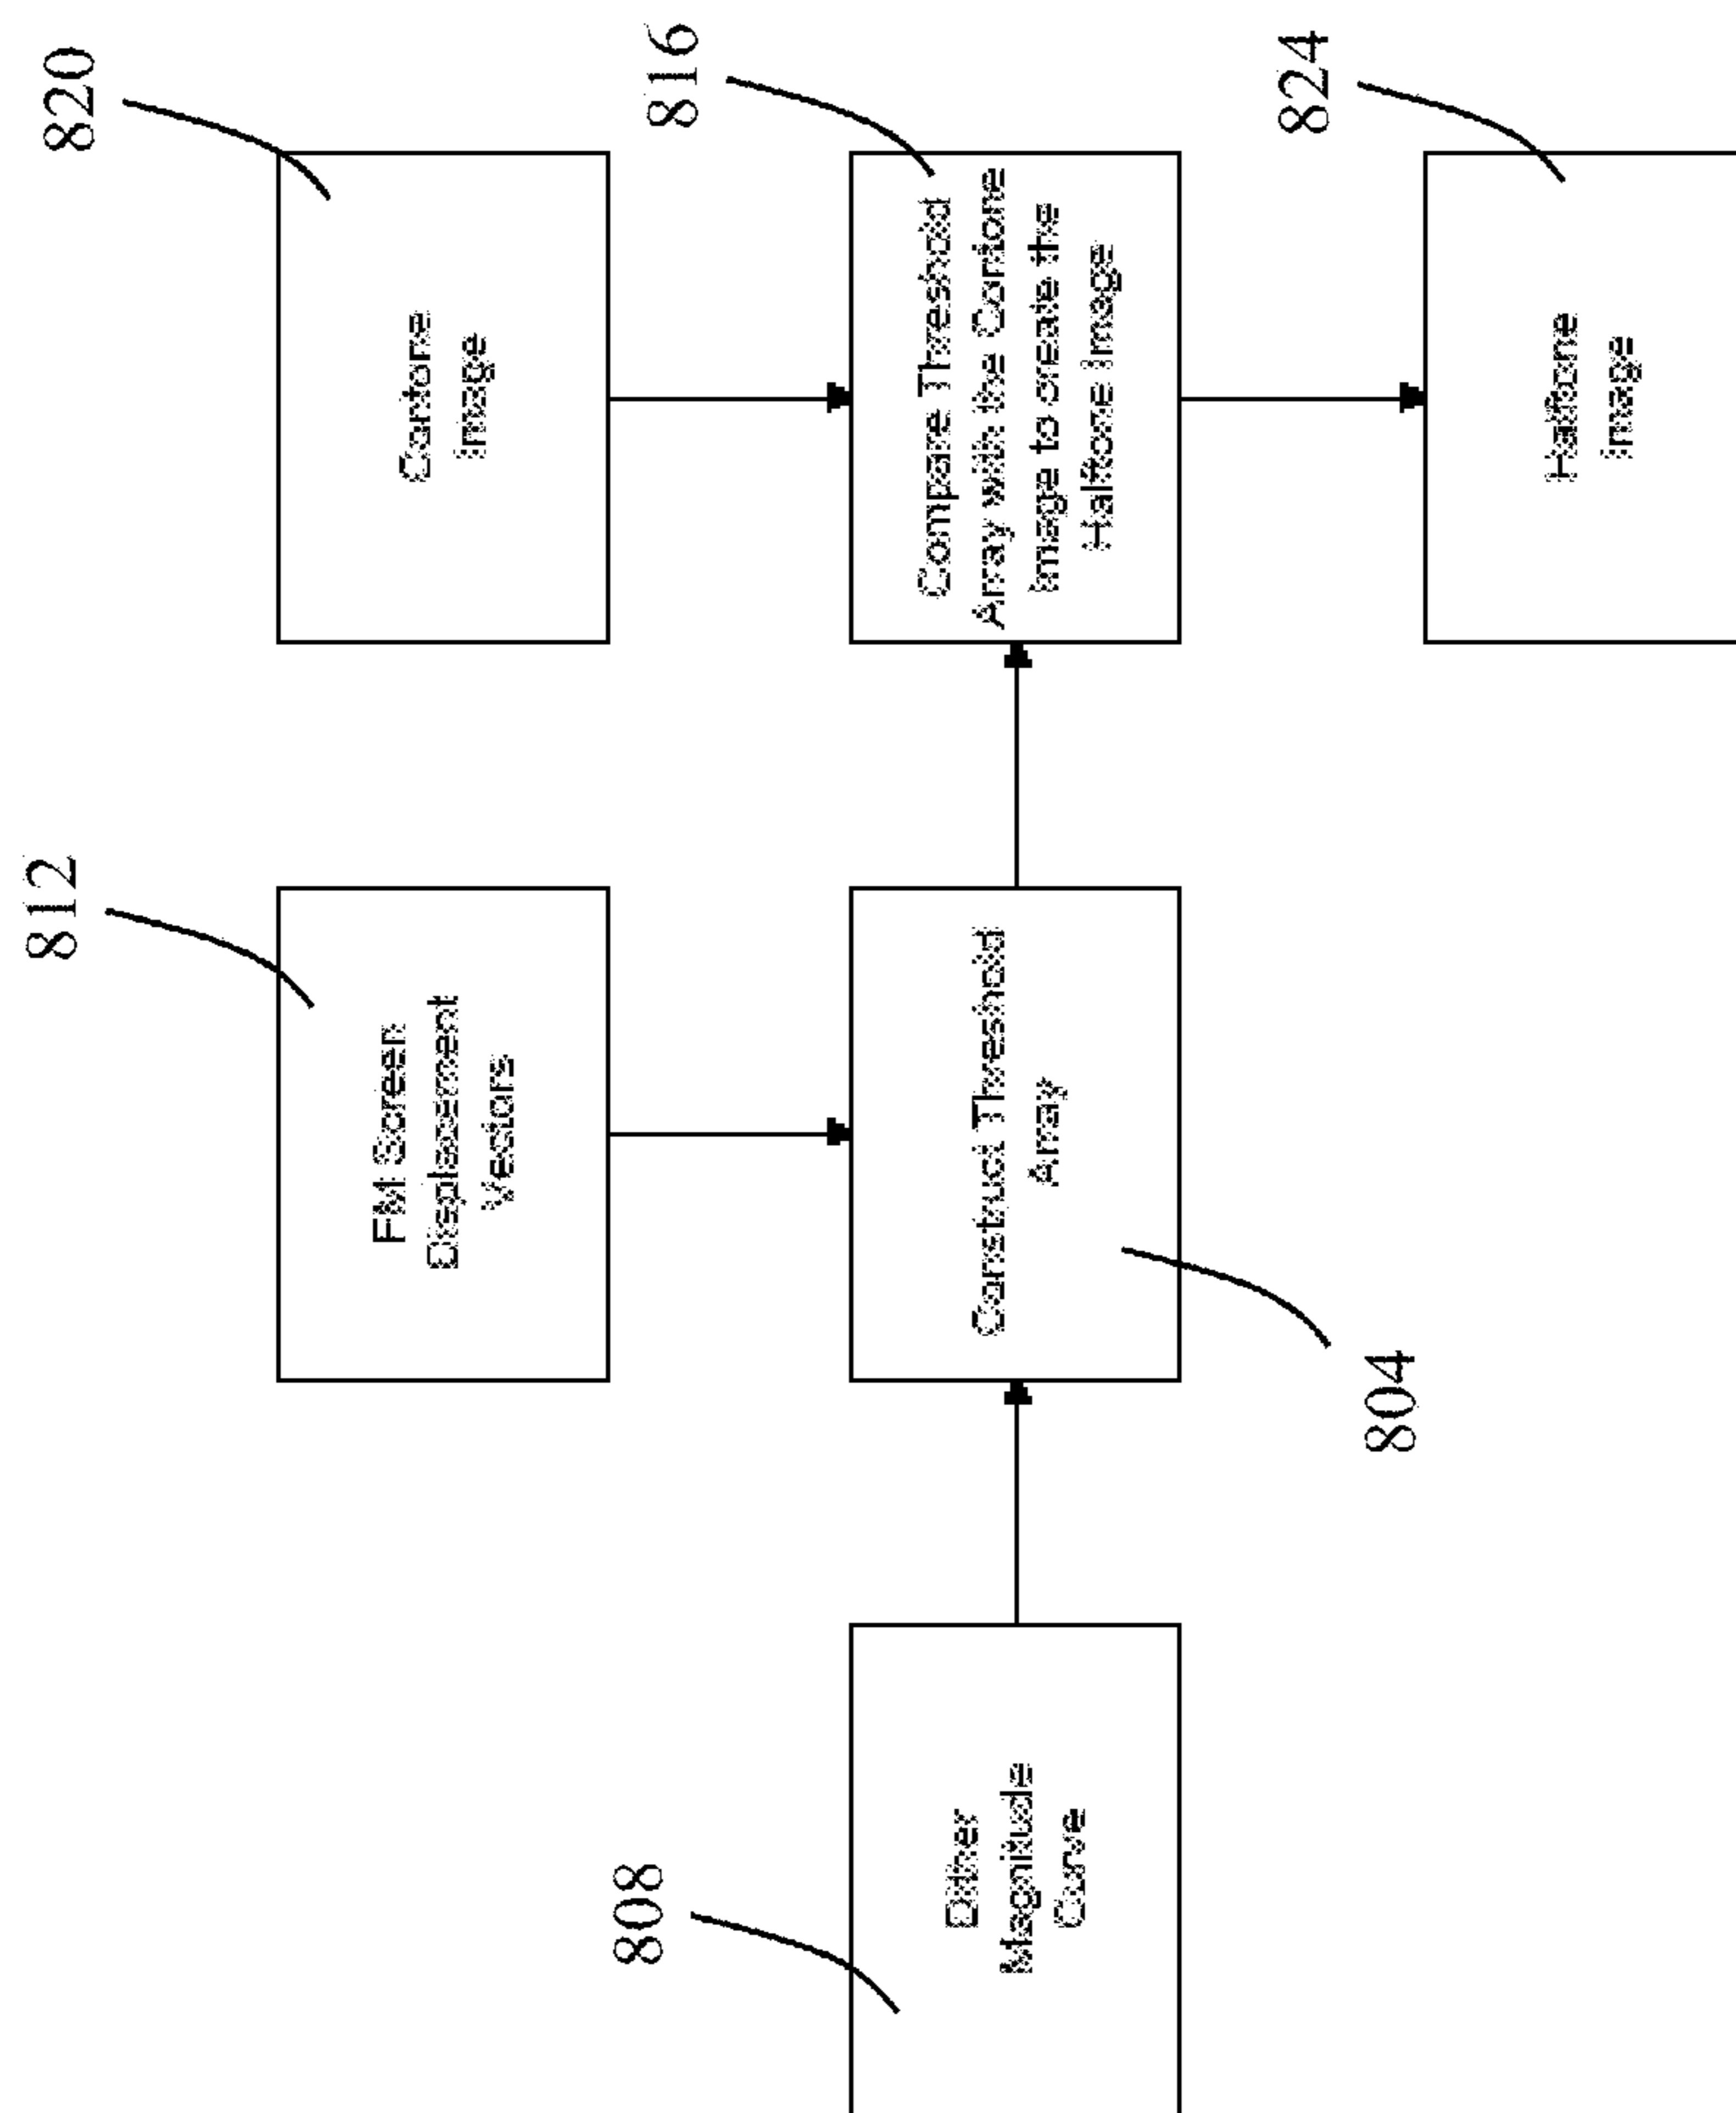 812
FM Screen
Displacement
Vectors
820
Contone
Image
808
Dither
Magnitude
Curve
Construct Threshold
Array
804
816
Compare Threshold
Array with the Contone
Image to create the
Halftone Image
824
Halftone
Image